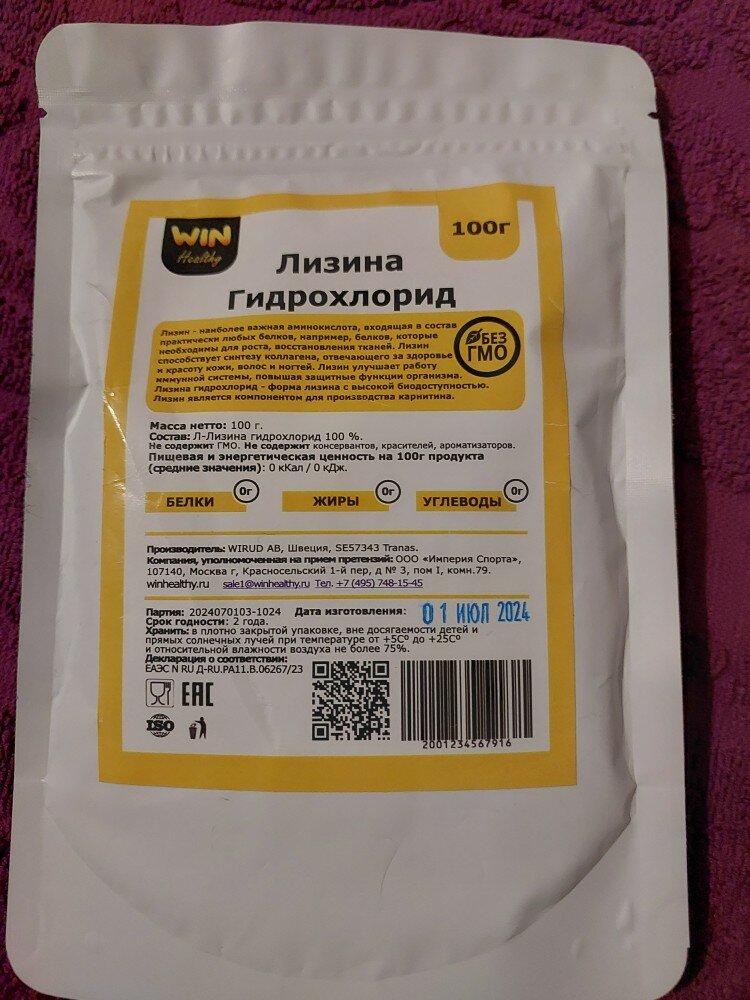 WIN
Healthy
100г
Лизина
Гидрохлорид
Лизин - наиболее важная аминокислота, входящая в состав
практически любых белков, например, белков, которые
необходимы для роста, восстановления тканей. Лизин
способствует синтезу коллагена, отвечающего за здоровье
и красоту кожи, волос и ногтей. Лизин улучшает работу
иммунной системы, повышая защитные функции организма.
Лизина гидрохлорид - форма лизина с высокой биодоступностью.
Лизин является компонентом для производства карнитина.
БЕЗ
ГМО
Масса нетто: 100 г.
Состав: Л-Лизина гидрохлорид 100 %.
Не содержит ГМО. Не содержит консервантов, красителей, ароматизаторов.
Пищевая и энергетическая ценность на 100г продукта
(средние значения): 0 кКал / 0 кДж.
БЕЛКИ 0г ЖИРЫ 0г УГЛЕВОДЫ 0г
Производитель: WIRUD AB, Швеция, SE57343 Tranas.
Компания, уполномоченная на прием претензий: ООО «Империя Спорта»,
107140, Москва г, Красносельский 1-й пер, д № 3, пом I, комн.79.
winhealthy.ru sale1@winhealthy.ru Тел. +7 (495) 748-15-45
Партия: 2024070103-1024 Дата изготовления: 01 ИЮЛ 2024
Срок годности: 2 года.
Хранить: в плотно закрытой упаковке, вне досягаемости детей и
прямых солнечных лучей при температуре от +5Cº до +25Cº
и относительной влажности воздуха не более 75%.
Декларация о соответствии:
ЕАЭС N RU Д-RU.РА11.В.06267/23
EAC
ISO
2001234567916